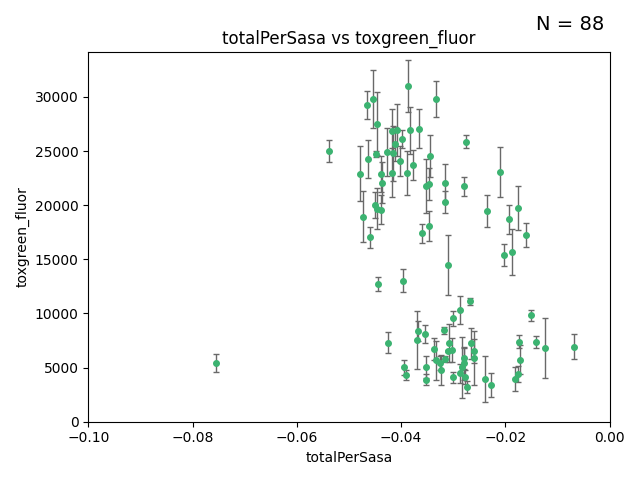 N = 88
totalPerSasa vs toxgreen_fluor
30000
25000
20000
15000
10000
5000
0
toxgreen_fluor
−0.10 −0.08 −0.06 −0.04 −0.02 0.00
totalPerSasa